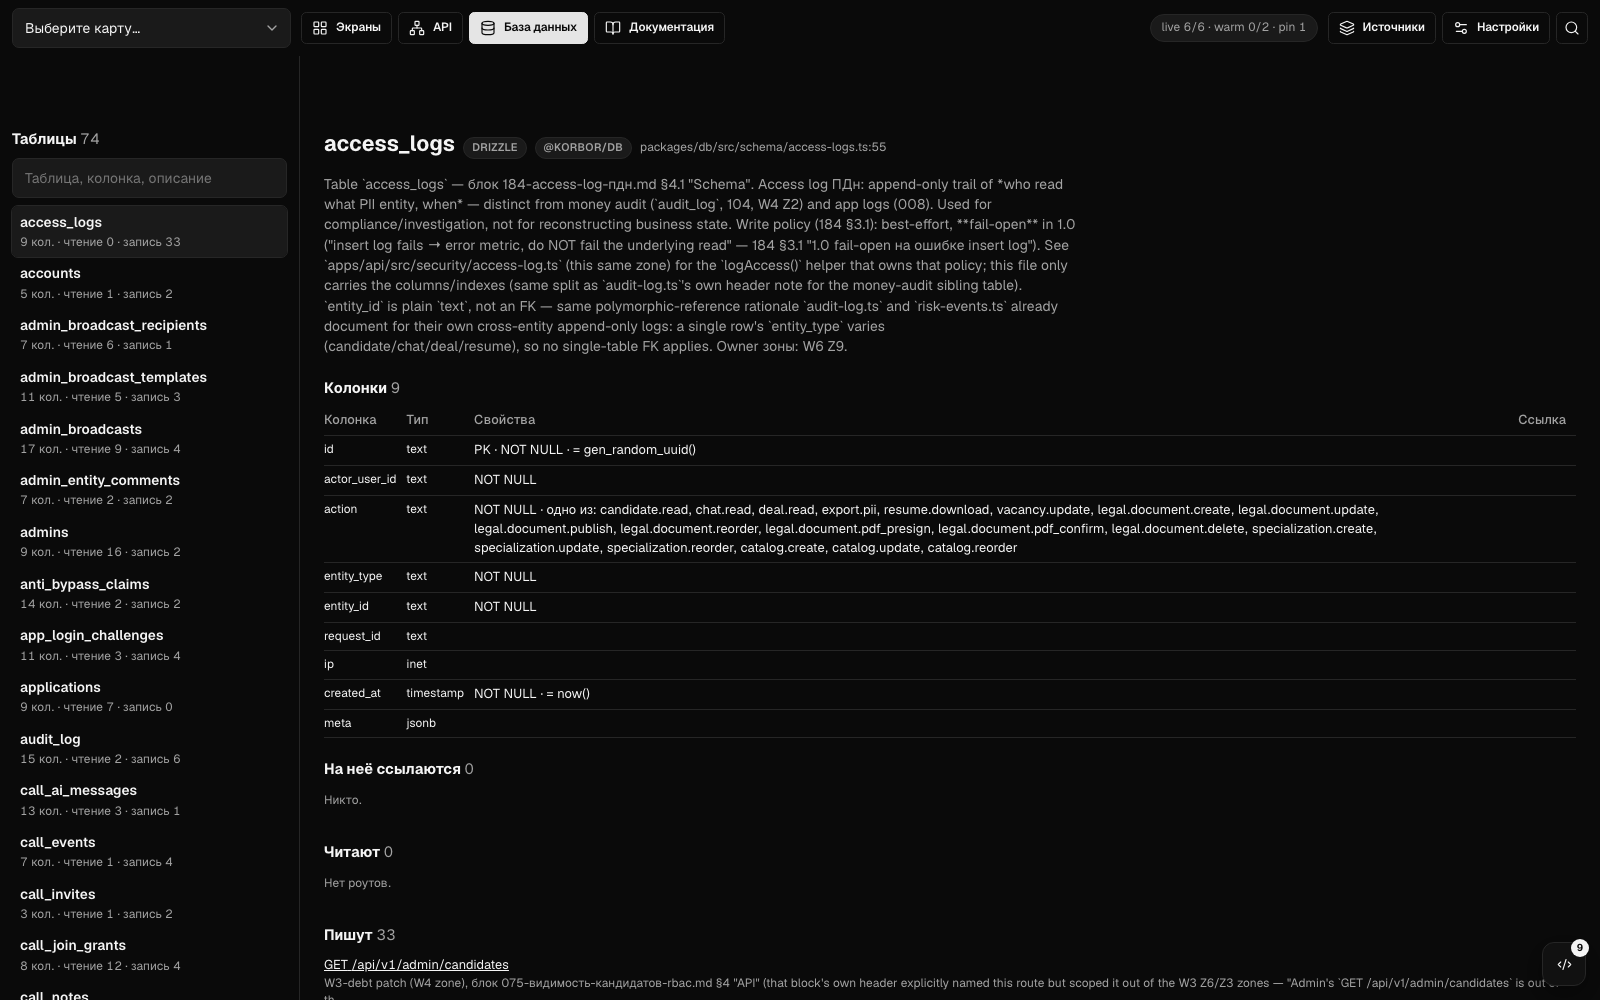 Выберите карту…
Экраны
API
База данных
Документация
live 6/6 · warm 0/2 · pin 1
Источники
Настройки
Таблицы 74
Таблица, колонка, описание
access_logs
9 кол. · чтение 0 · запись 33
accounts
5 кол. · чтение 1 · запись 2
admin_broadcast_recipients
7 кол. · чтение 6 · запись 1
admin_broadcast_templates
11 кол. · чтение 5 · запись 3
admin_broadcasts
17 кол. · чтение 9 · запись 4
admin_entity_comments
7 кол. · чтение 2 · запись 2
admins
9 кол. · чтение 16 · запись 2
anti_bypass_claims
14 кол. · чтение 2 · запись 2
app_login_challenges
11 кол. · чтение 3 · запись 4
applications
9 кол. · чтение 7 · запись 0
audit_log
15 кол. · чтение 2 · запись 6
call_ai_messages
13 кол. · чтение 3 · запись 1
call_events
7 кол. · чтение 1 · запись 4
call_invites
3 кол. · чтение 1 · запись 2
call_join_grants
8 кол. · чтение 12 · запись 4
call_notes
access_logs DRIZZLE @KORBOR/DB packages/db/src/schema/access-logs.ts:55
Table `access_logs` — блок 184-access-log-пдн.md §4.1 "Schema". Access log ПДн: append-only trail of *who read
what PII entity, when* — distinct from money audit (`audit_log`, 104, W4 Z2) and app logs (008). Used for
compliance/investigation, not for reconstructing business state. Write policy (184 §3.1): best-effort, **fail-open** in 1.0
("insert log fails → error metric, do NOT fail the underlying read" — 184 §3.1 "1.0 fail-open на ошибке insert log"). See
`apps/api/src/security/access-log.ts` (this same zone) for the `logAccess()` helper that owns that policy; this file only
carries the columns/indexes (same split as `audit-log.ts`'s own header note for the money-audit sibling table).
`entity_id` is plain `text`, not an FK — same polymorphic-reference rationale `audit-log.ts` and `risk-events.ts` already
document for their own cross-entity append-only logs: a single row's `entity_type` varies
(candidate/chat/deal/resume), so no single-table FK applies. Owner зоны: W6 Z9.
Колонки 9
Колонка Тип Свойства Ссылка
id text PK · NOT NULL · = gen_random_uuid()
actor_user_id text NOT NULL
action text NOT NULL · одно из: candidate.read, chat.read, deal.read, export.pii, resume.download, vacancy.update, legal.document.create, legal.document.update,
legal.document.publish, legal.document.reorder, legal.document.pdf_presign, legal.document.pdf_confirm, legal.document.delete, specialization.create,
specialization.update, specialization.reorder, catalog.create, catalog.update, catalog.reorder
entity_type text NOT NULL
entity_id text NOT NULL
request_id text
ip inet
created_at timestamp NOT NULL · = now()
meta jsonb
На неё ссылаются 0
Никто.
Читают 0
Нет роутов.
Пишут 33
GET /api/v1/admin/candidates
W3-debt patch (W4 zone), блок 075-видимость-кандидатов-rbac.md §4 "API" (that block's own header explicitly named this route but scoped it out of the W3 Z6/Z3 zones — "Admin's `GET /api/v1/admin/candidates` is out
th
9